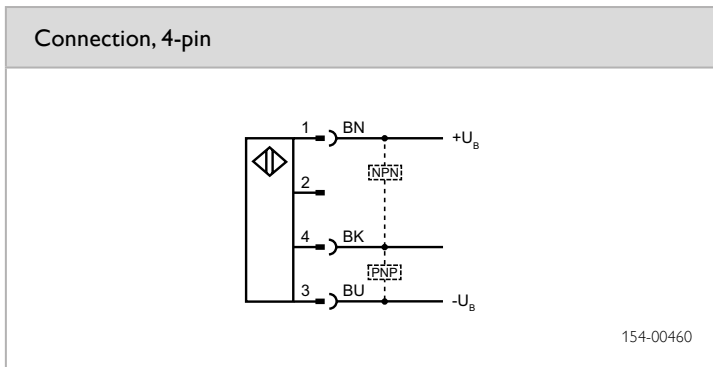 Connection, 4-pin
1 BN +U_B
NPN
2
4 BK
PNP
3 BU -U_B
154-00460